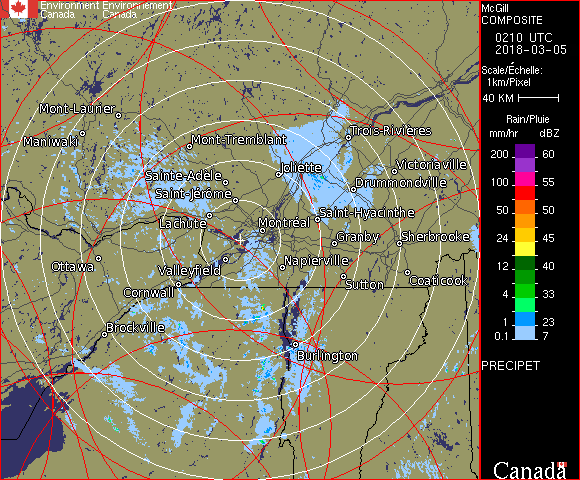 Environment Environnement
Canada Canada
McGill
COMPOSITE
0210 UTC
2018-03-05
Scale/Échelle:
1km/Pixel
40 KM
Rain/Pluie
mm/hr dBZ
200 60
100 55
50 50
24 45
12 40
4 33
1 23
0.1 7
PRECIPET
Canada
Mont-Laurier
Maniwaki
Mont-Tremblant
Trois-Rivières
Joliette
Victoriaville
Sainte-Adèle
Drummondville
Saint-Jérôme
Saint-Hyacinthe
Lachute
Montréal
Granby
Sherbrooke
Ottawa
Valleyfield
Napierville
Cornwall
Sutton
Coaticook
Brockville
Burlington